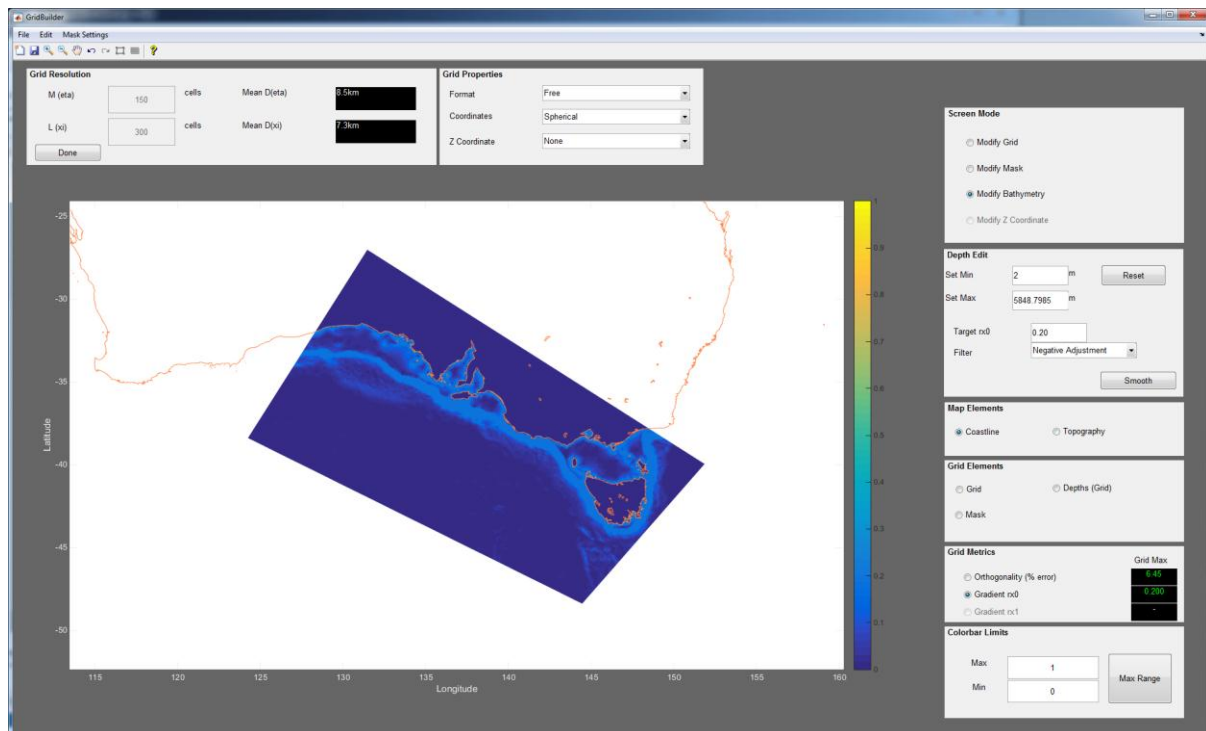 GridBuilder
File Edit Mask Settings
Grid Resolution
M (eta) 150 cells Mean D(eta) 8.5km
L (xi) 300 cells Mean D(xi) 7.3km
Done
Grid Properties
Format Free
Coordinates Spherical
Z Coordinate None
Screen Mode
Modify Grid
Modify Mask
Modify Bathymetry
Modify Z Coordinate
Depth Edit
Set Min 2 m Reset
Set Max 5848.7985 m
Target rx0 0.20
Filter Negative Adjustment
Smooth
Map Elements
Coastline Topography
Grid Elements
Grid Depths (Grid)
Mask
Grid Metrics
Grid Max
Orthogonality (% error) 6.45
Gradient rx0 0.200
Gradient rx1 -
Colorbar Limits
Max 1
Min 0
Max Range
Latitude
-25
-30
-35
-40
-45
-50
115 120 125 130 135 140 145 150 155 160
Longitude
1
0.9
0.8
0.7
0.6
0.5
0.4
0.3
0.2
0.1
0